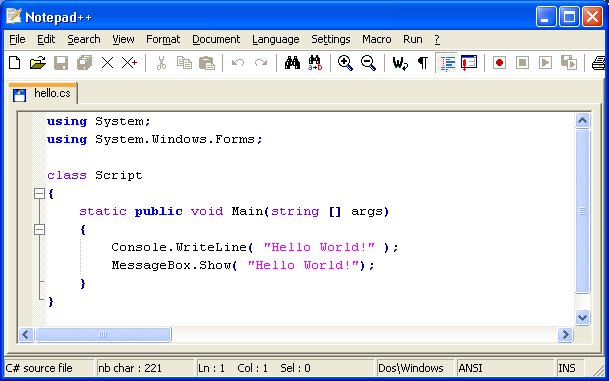 Notepad++
File Edit Search View Format Document Language Settings Macro Run ?
hello.cs
using System;
using System.Windows.Forms;
class Script
{
static public void Main(string [] args)
{
Console.WriteLine( "Hello World!" );
MessageBox.Show( "Hello World!");
}
}
C# source file nb char : 221 Ln : 1 Col : 1 Sel : 0 Dos\Windows ANSI INS